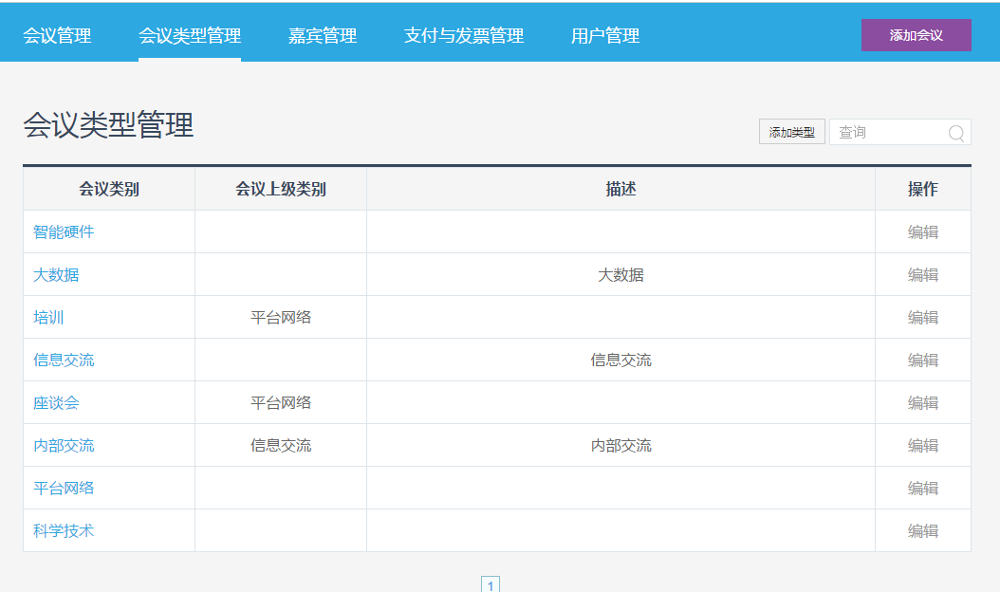 会议管理 会议类型管理 嘉宾管理 支付与发票管理 用户管理 添加会议
会议类型管理 添加类型 查询
会议类别 会议上级类别 描述 操作
智能硬件 编辑
大数据 大数据 编辑
培训 平台网络 编辑
信息交流 信息交流 编辑
座谈会 平台网络 编辑
内部交流 信息交流 内部交流 编辑
平台网络 编辑
科学技术 编辑
1